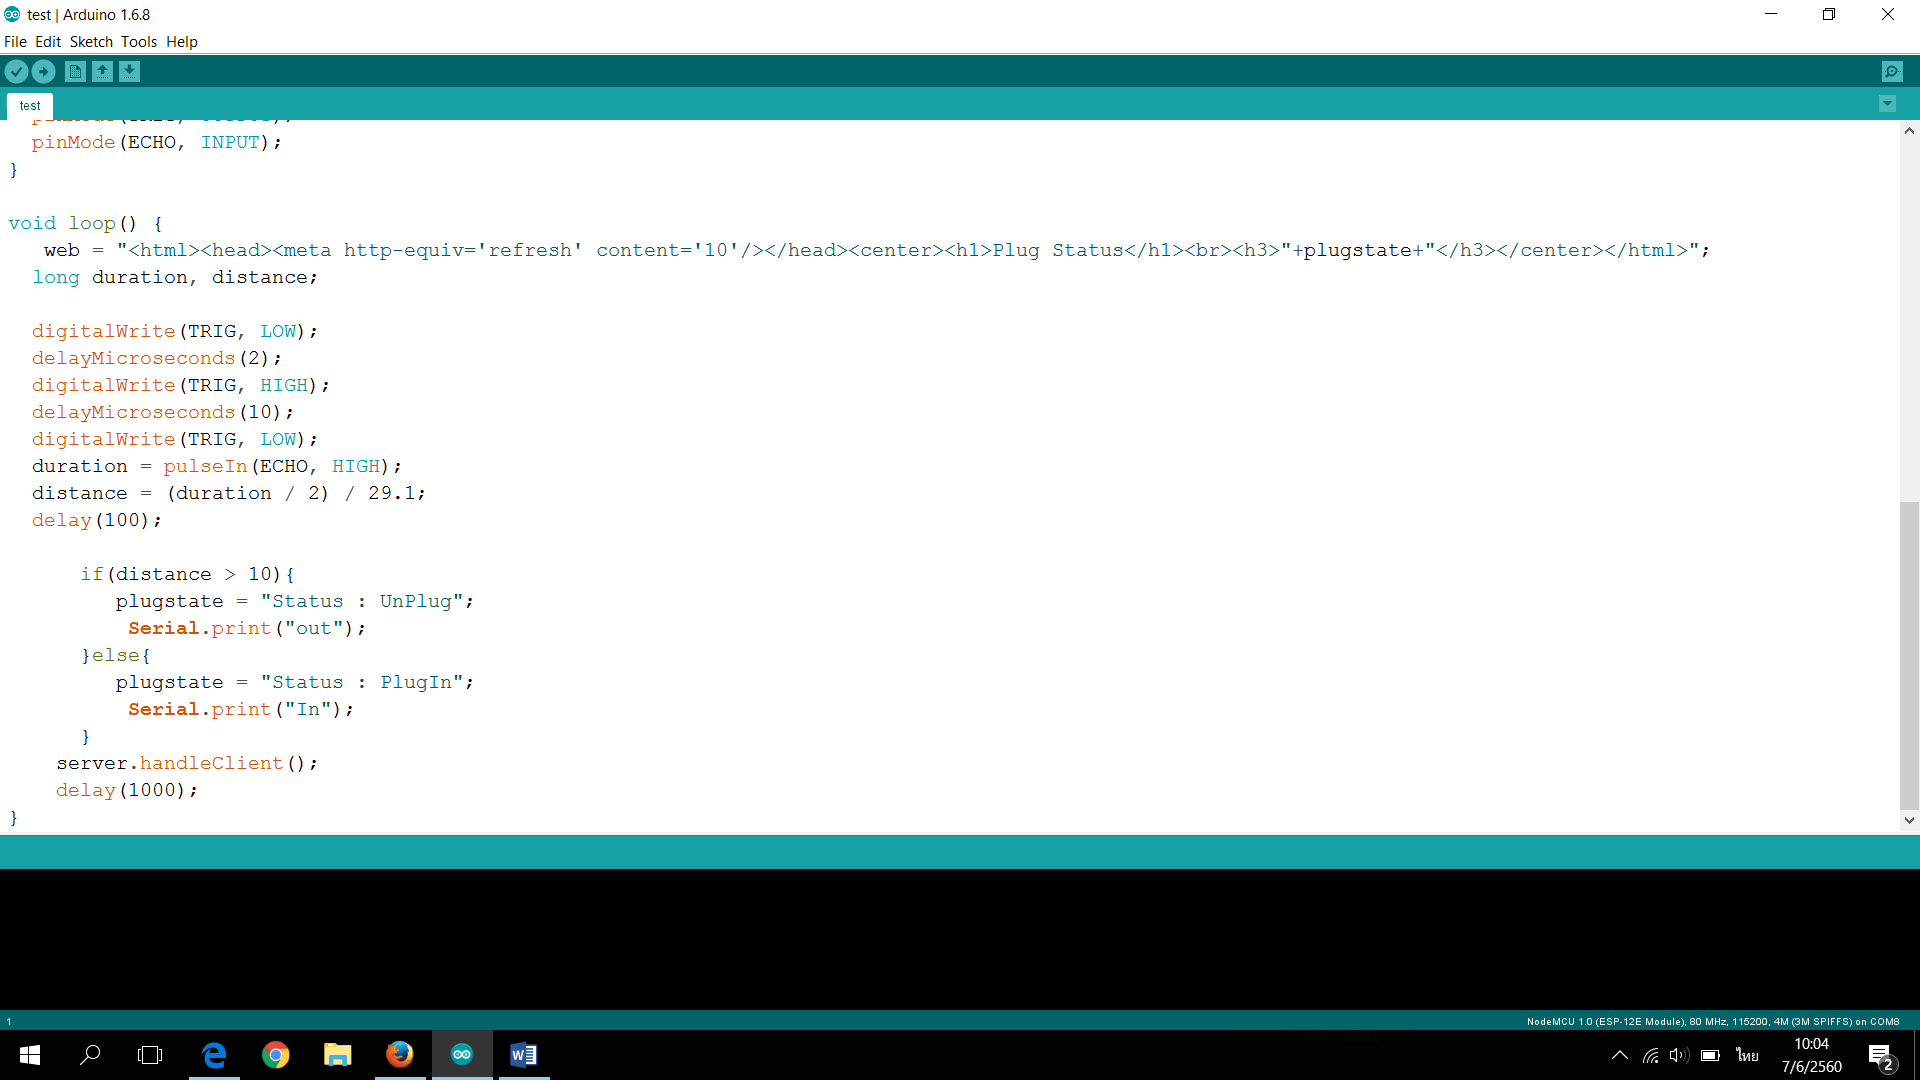 test | Arduino 1.6.8
File Edit Sketch Tools Help
test
pinMode(ECHO, INPUT);
}
void loop() {
web = "<html><head><meta http-equiv='refresh' content='10'/></head><center><h1>Plug Status</h1><br><h3>"+plugstate+"</h3></center></html>";
long duration, distance;
digitalWrite(TRIG, LOW);
delayMicroseconds(2);
digitalWrite(TRIG, HIGH);
delayMicroseconds(10);
digitalWrite(TRIG, LOW);
duration = pulseIn(ECHO, HIGH);
distance = (duration / 2) / 29.1;
delay(100);
if(distance > 10){
plugstate = "Status : UnPlug";
Serial.print("out");
}else{
plugstate = "Status : PlugIn";
Serial.print("In");
}
server.handleClient();
delay(1000);
}
1
NodeMCU 1.0 (ESP-12E Module), 80 MHz, 115200, 4M (3M SPIFFS) on COM8
ไทย
10:04
7/6/2560
2